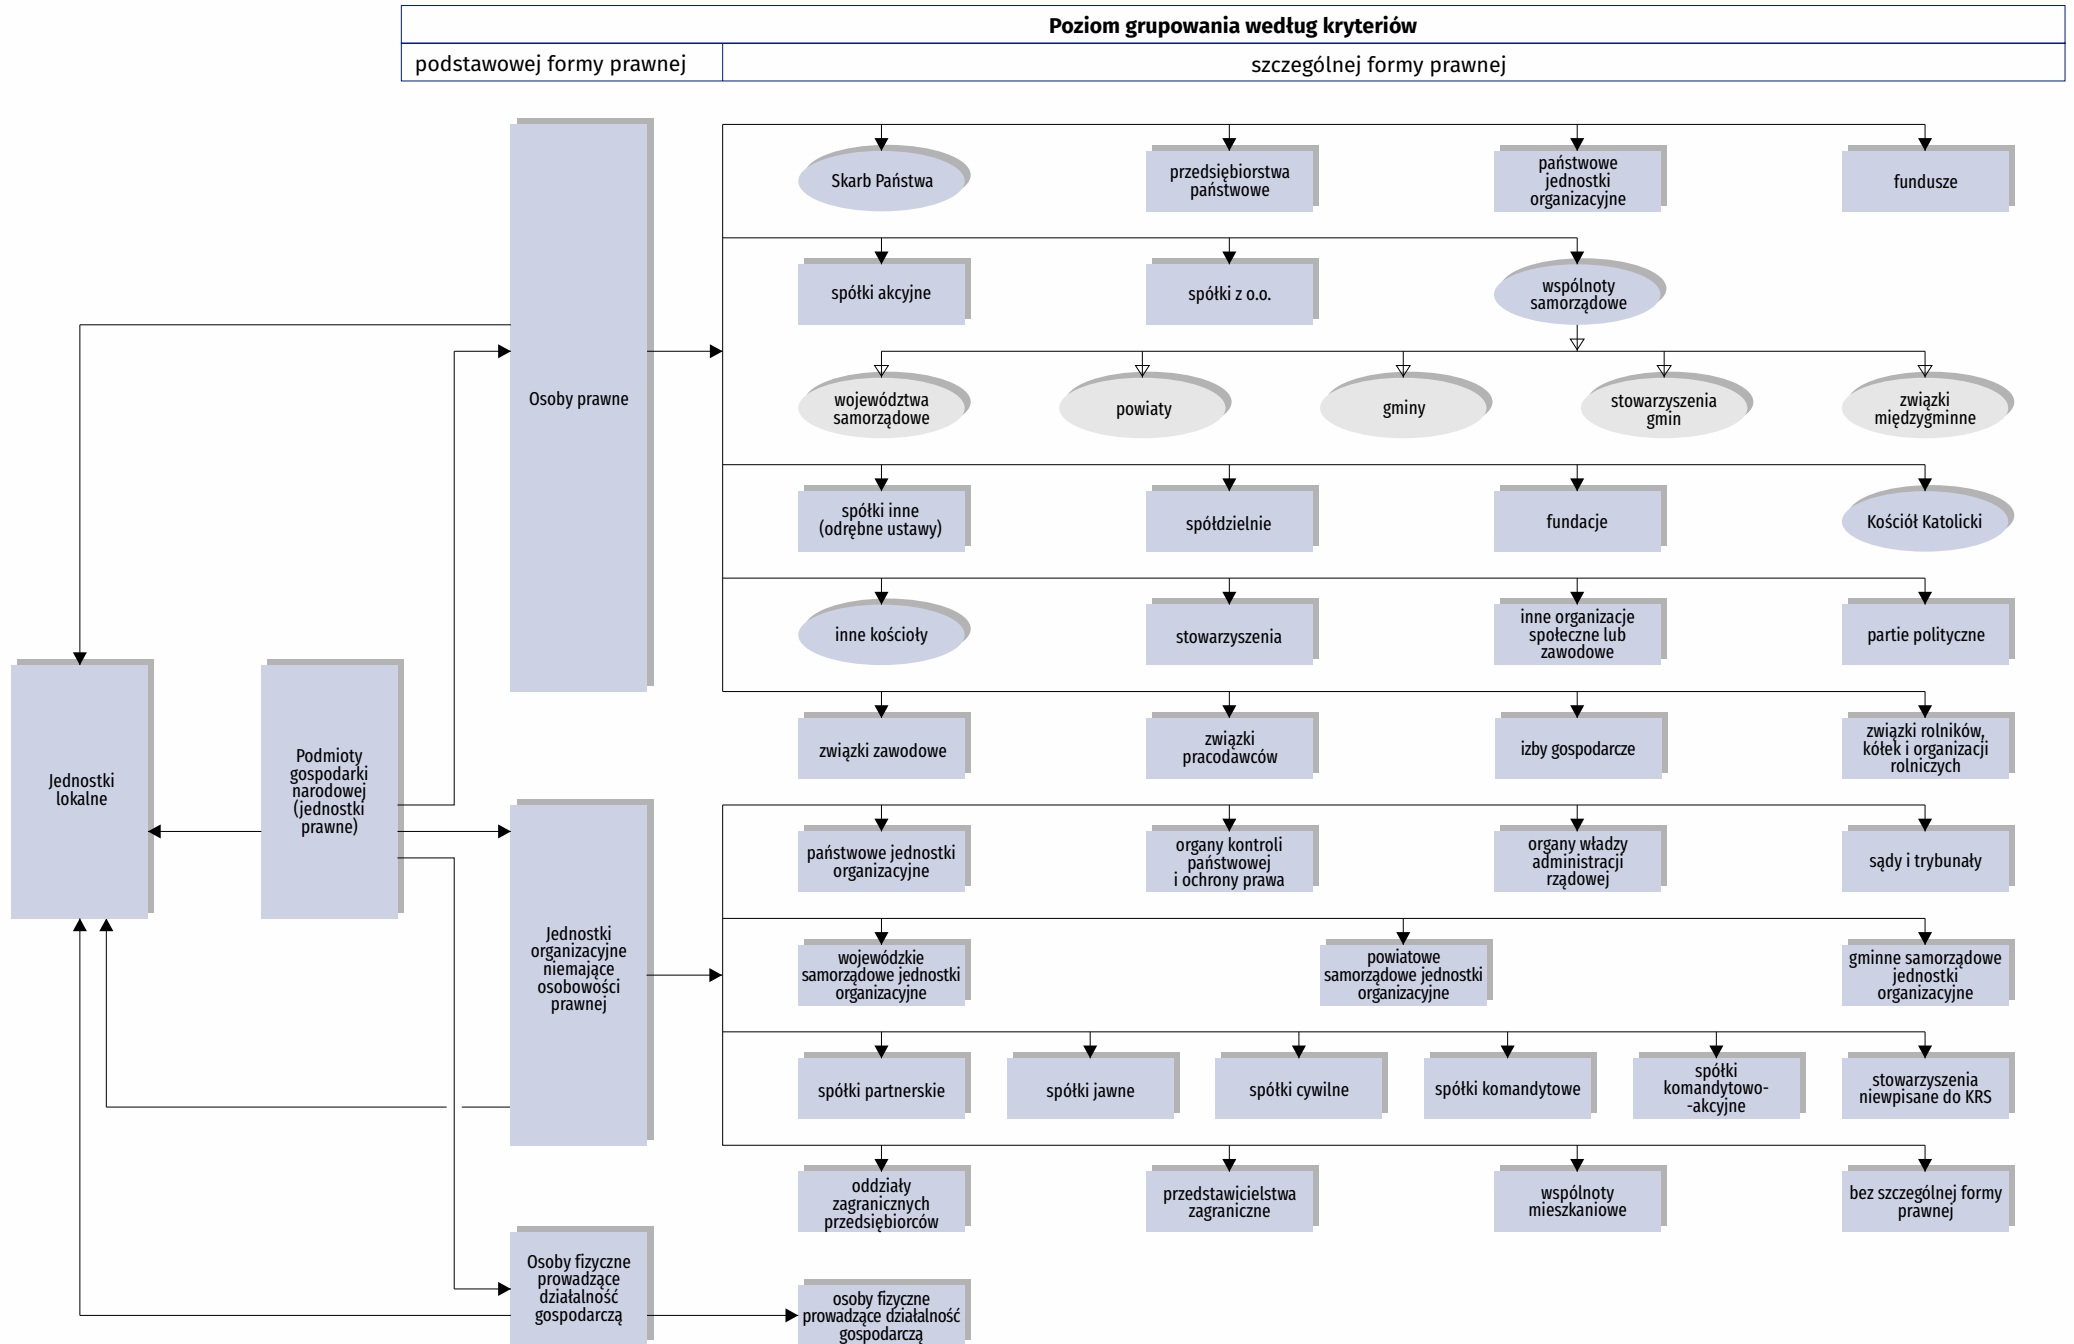 Poziom grupowania według kryteriów
podstawowej formy prawnej
szczególnej formy prawnej
Skarb Państwa
przedsiębiorstwa
państwowe
państwowe
jednostki
organizacyjne
fundusze
spółki akcyjne
spółki z o.o.
wspólnoty
samorządowe
Osoby prawne
województwa
samorządowe
powiaty
gminy
stowarzyszenia
gmin
związki
międzygminne
spółki inne
(odrębne ustawy)
spółdzielnie
fundacje
Kościół Katolicki
inne kościoły
stowarzyszenia
inne organizacje
społeczne lub
zawodowe
partie polityczne
związki zawodowe
związki
pracodawców
izby gospodarcze
związki rolników,
kółek i organizacji
rolniczych
Jednostki
lokalne
Podmioty
gospodarki
narodowej
(jednostki
prawne)
państwowe jednostki
organizacyjne
organy kontroli
państwowej
i ochrony prawa
organy władzy
administracji
rządowej
sądy i trybunały
Jednostki
organizacyjne
niemające
osobowości
prawnej
wojewódzkie
samorządowe jednostki
organizacyjne
powiatowe
samorządowe jednostki
organizacyjne
gminne samorządowe
jednostki
organizacyjne
spółki partnerskie
spółki jawne
spółki cywilne
spółki komandytowe
spółki
komandytowo-
-akcyjne
stowarzyszenia
niewpisane do KRS
oddziały
zagranicznych
przedsiębiorców
przedstawicielstwa
zagraniczne
wspólnoty
mieszkaniowe
bez szczególnej formy
prawnej
Osoby fizyczne
prowadzące
działalność
gospodarczą
osoby fizyczne
prowadzące działalność
gospodarczą